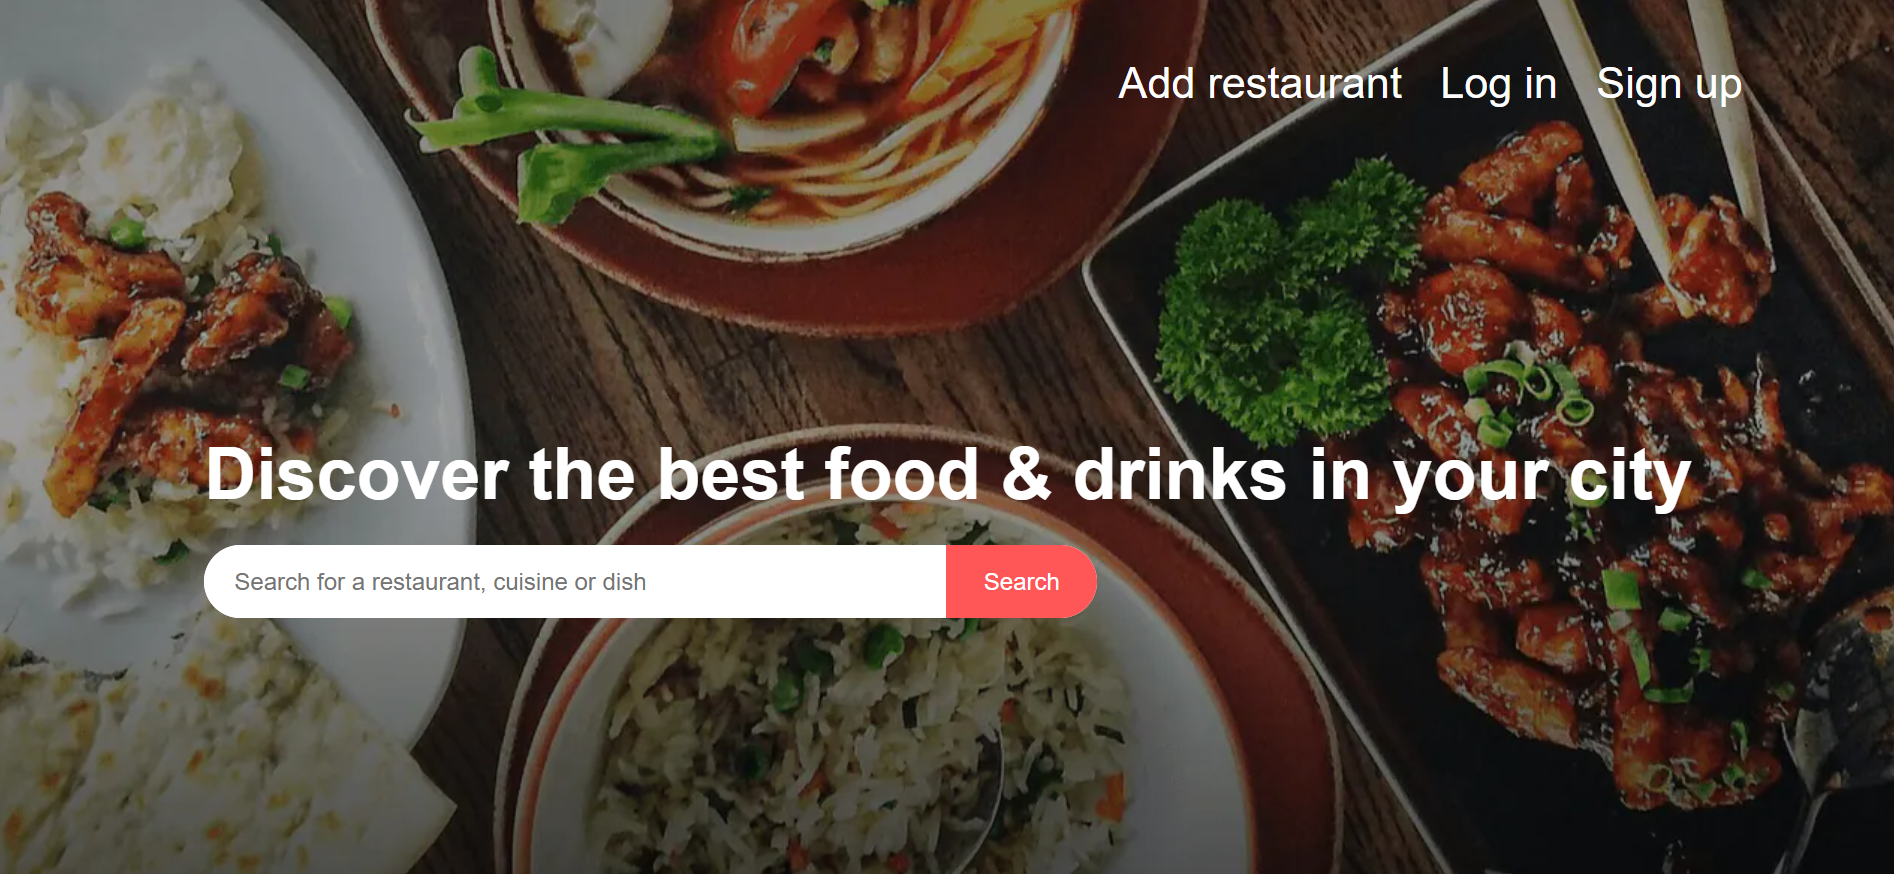 Add restaurant Log in Sign up
Discover the best food & drinks in your city
Search for a restaurant, cuisine or dish Search